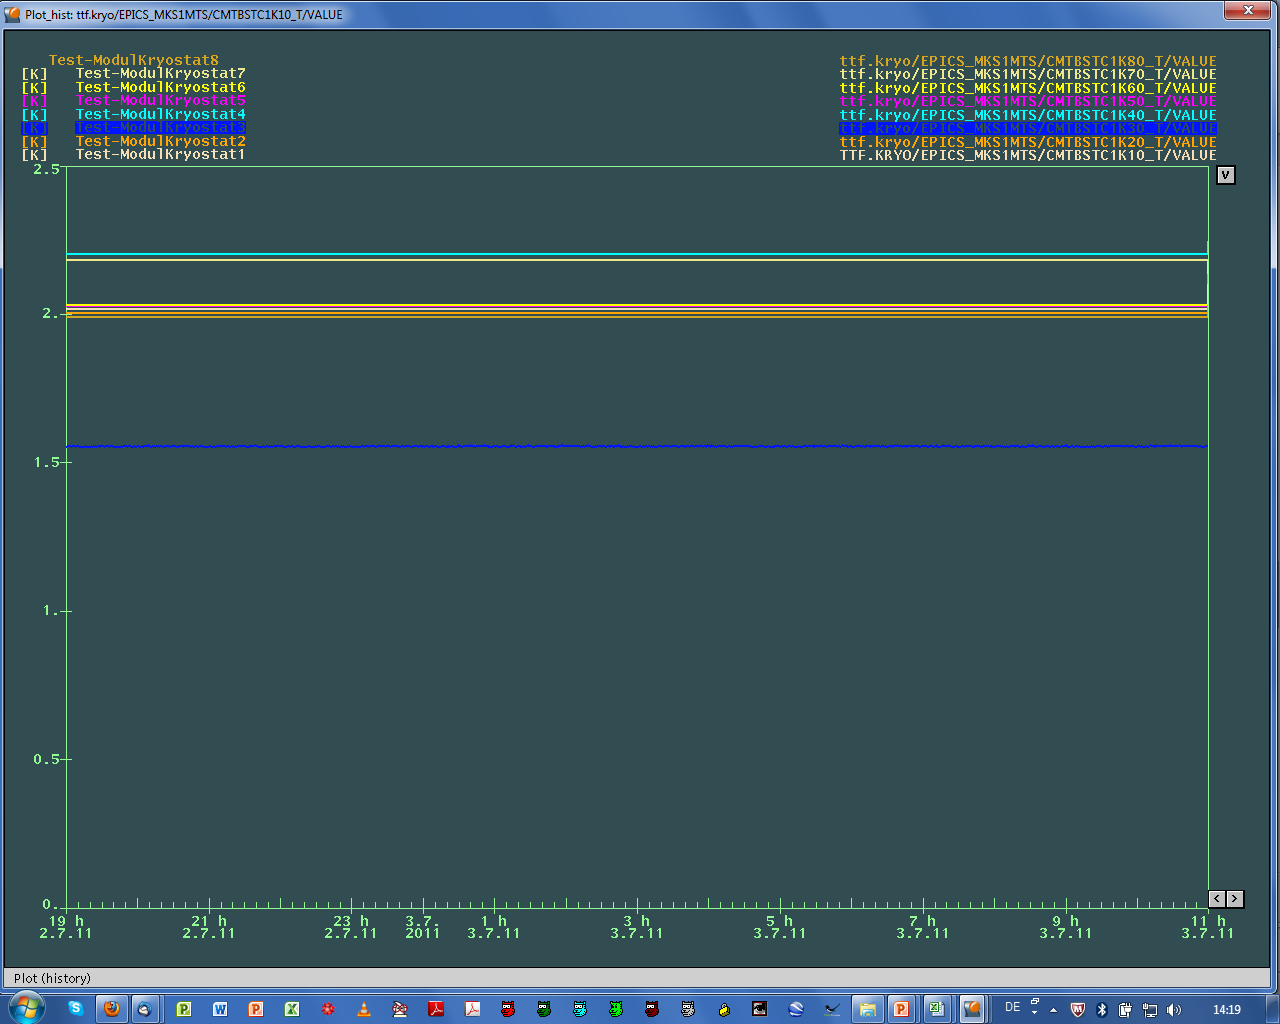 Plot_hist: ttf.kryo/EPICS_MKS1MTS/CMTBSTC1K10_T/VALUE
Test-ModulKryostat8 ttf.kryo/EPICS_MKS1MTS/CMTBSTC1K80_T/VALUE
[K] Test-ModulKryostat7 ttf.kryo/EPICS_MKS1MTS/CMTBSTC1K70_T/VALUE
[K] Test-ModulKryostat6 ttf.kryo/EPICS_MKS1MTS/CMTBSTC1K60_T/VALUE
[K] Test-ModulKryostat5 ttf.kryo/EPICS_MKS1MTS/CMTBSTC1K50_T/VALUE
[K] Test-ModulKryostat4 ttf.kryo/EPICS_MKS1MTS/CMTBSTC1K40_T/VALUE
[K] Test-ModulKryostat3 ttf.kryo/EPICS_MKS1MTS/CMTBSTC1K30_T/VALUE
[K] Test-ModulKryostat2 ttf.kryo/EPICS_MKS1MTS/CMTBSTC1K20_T/VALUE
[K] Test-ModulKryostat1 TTF.KRYO/EPICS_MKS1MTS/CMTBSTC1K10_T/VALUE
2.5
V
2.
1.5
1.
0.5
0.
< >
19 h 21 h 23 h 3.7. 1 h 3 h 5 h 7 h 9 h 11 h
2.7.11 2.7.11 2.7.11 2011 3.7.11 3.7.11 3.7.11 3.7.11 3.7.11 3.7.11
Plot (history)
DE 14:19